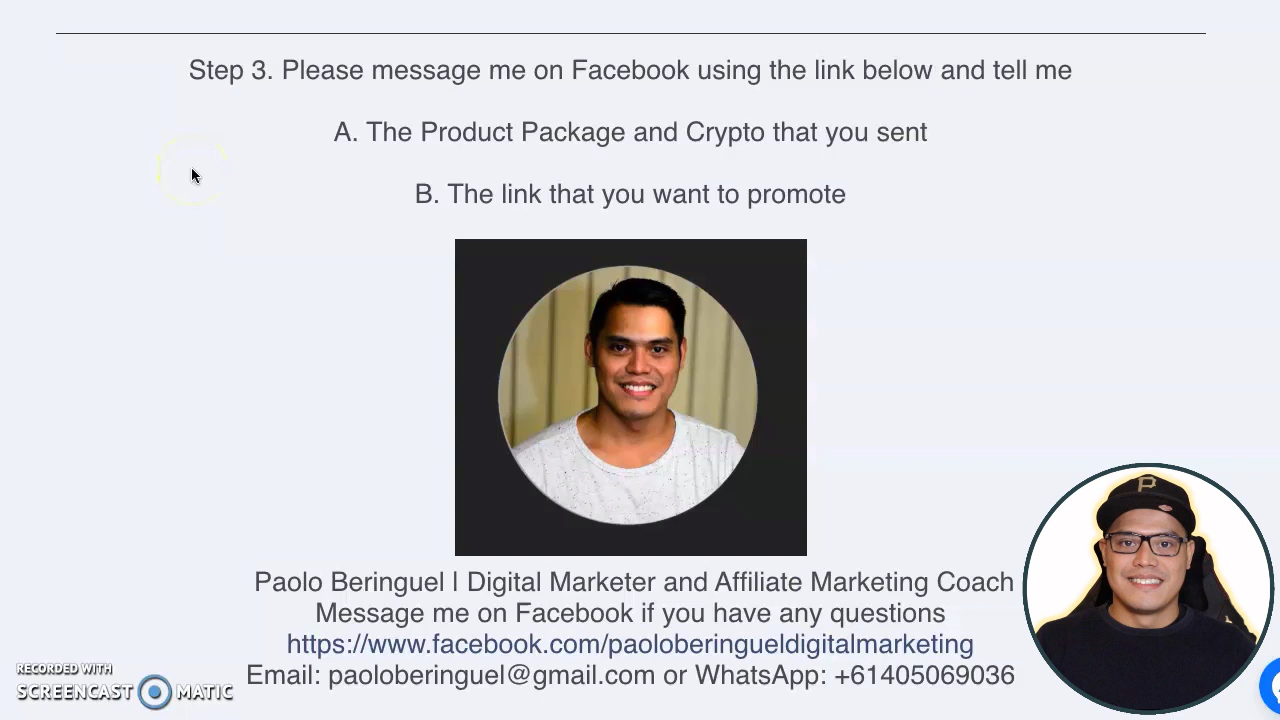 Step 3. Please message me on Facebook using the link below and tell me
A. The Product Package and Crypto that you sent
B. The link that you want to promote
P
Paolo Beringuel | Digital Marketer and Affiliate Marketing Coach
Message me on Facebook if you have any questions
https://www.facebook.com/paoloberingueldigitalmarketing
Email: paoloberinguel@gmail.com or WhatsApp: +61405069036
RECORDED WITH
SCREENCAST MATIC